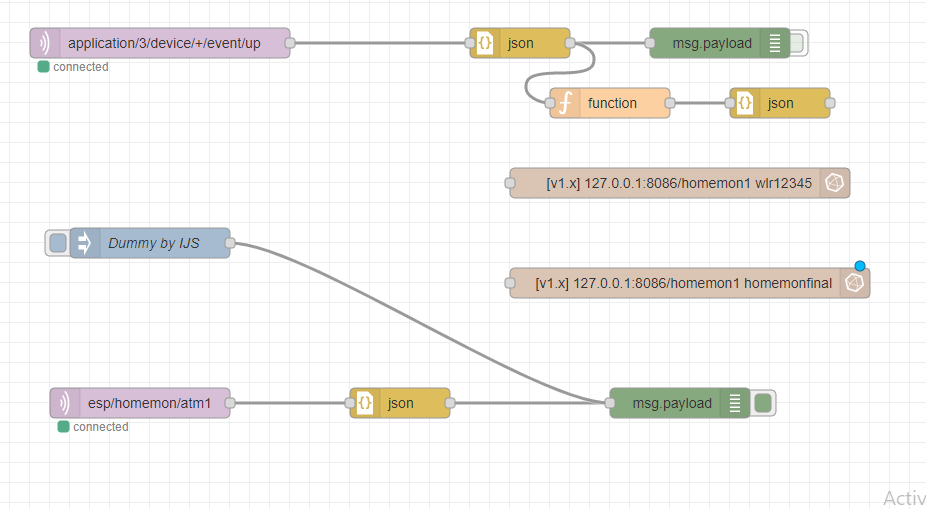 application/3/device/+/event/up
json
msg.payload
connected
function
json
[v1.x] 127.0.0.1:8086/homemon1 wlr12345
Dummy by IJS
[v1.x] 127.0.0.1:8086/homemon1 homemonfinal
esp/homemon/atm1
json
msg.payload
connected
Activ